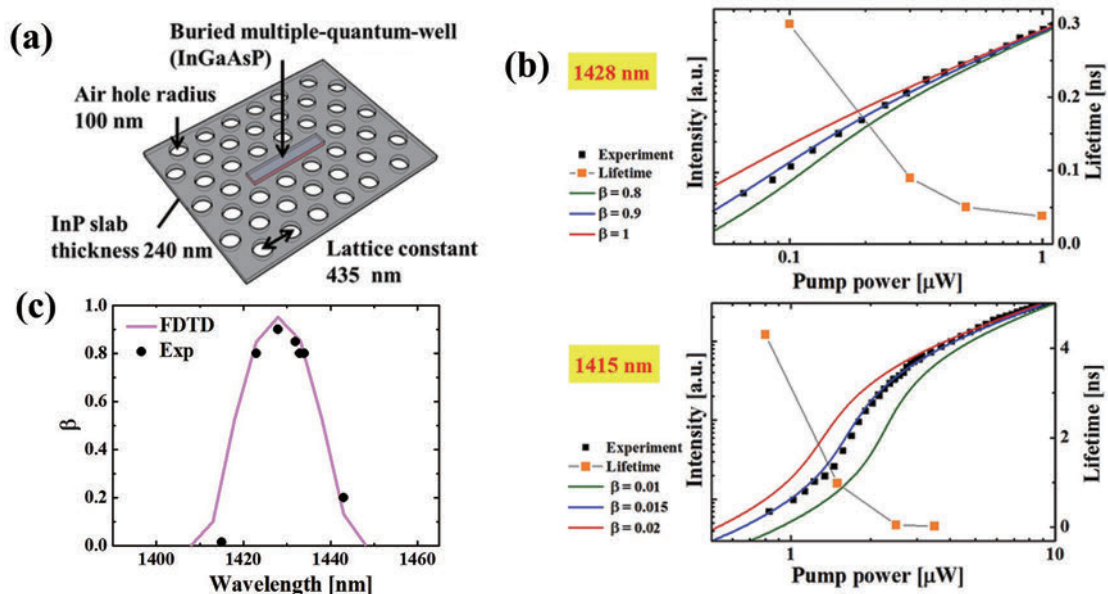 (a)
Buried multiple-quantum-well
(InGaAsP)
Air hole radius
100 nm
InP slab
thickness 240 nm
Lattice constant
435 nm
(b)
1428 nm
Intensity [a.u.]
Experiment
Lifetime
β = 0.8
β = 0.9
β = 1
0.3
0.2
0.1
0.0
Lifetime [ns]
0.1
1
Pump power [μW]
1415 nm
Intensity [a.u.]
Experiment
Lifetime
β = 0.01
β = 0.015
β = 0.02
4
2
0
Lifetime [ns]
1
10
Pump power [μW]
(c)
FDTD
Exp
β
1.0
0.8
0.6
0.4
0.2
0.0
1400
1420
1440
1460
Wavelength [nm]